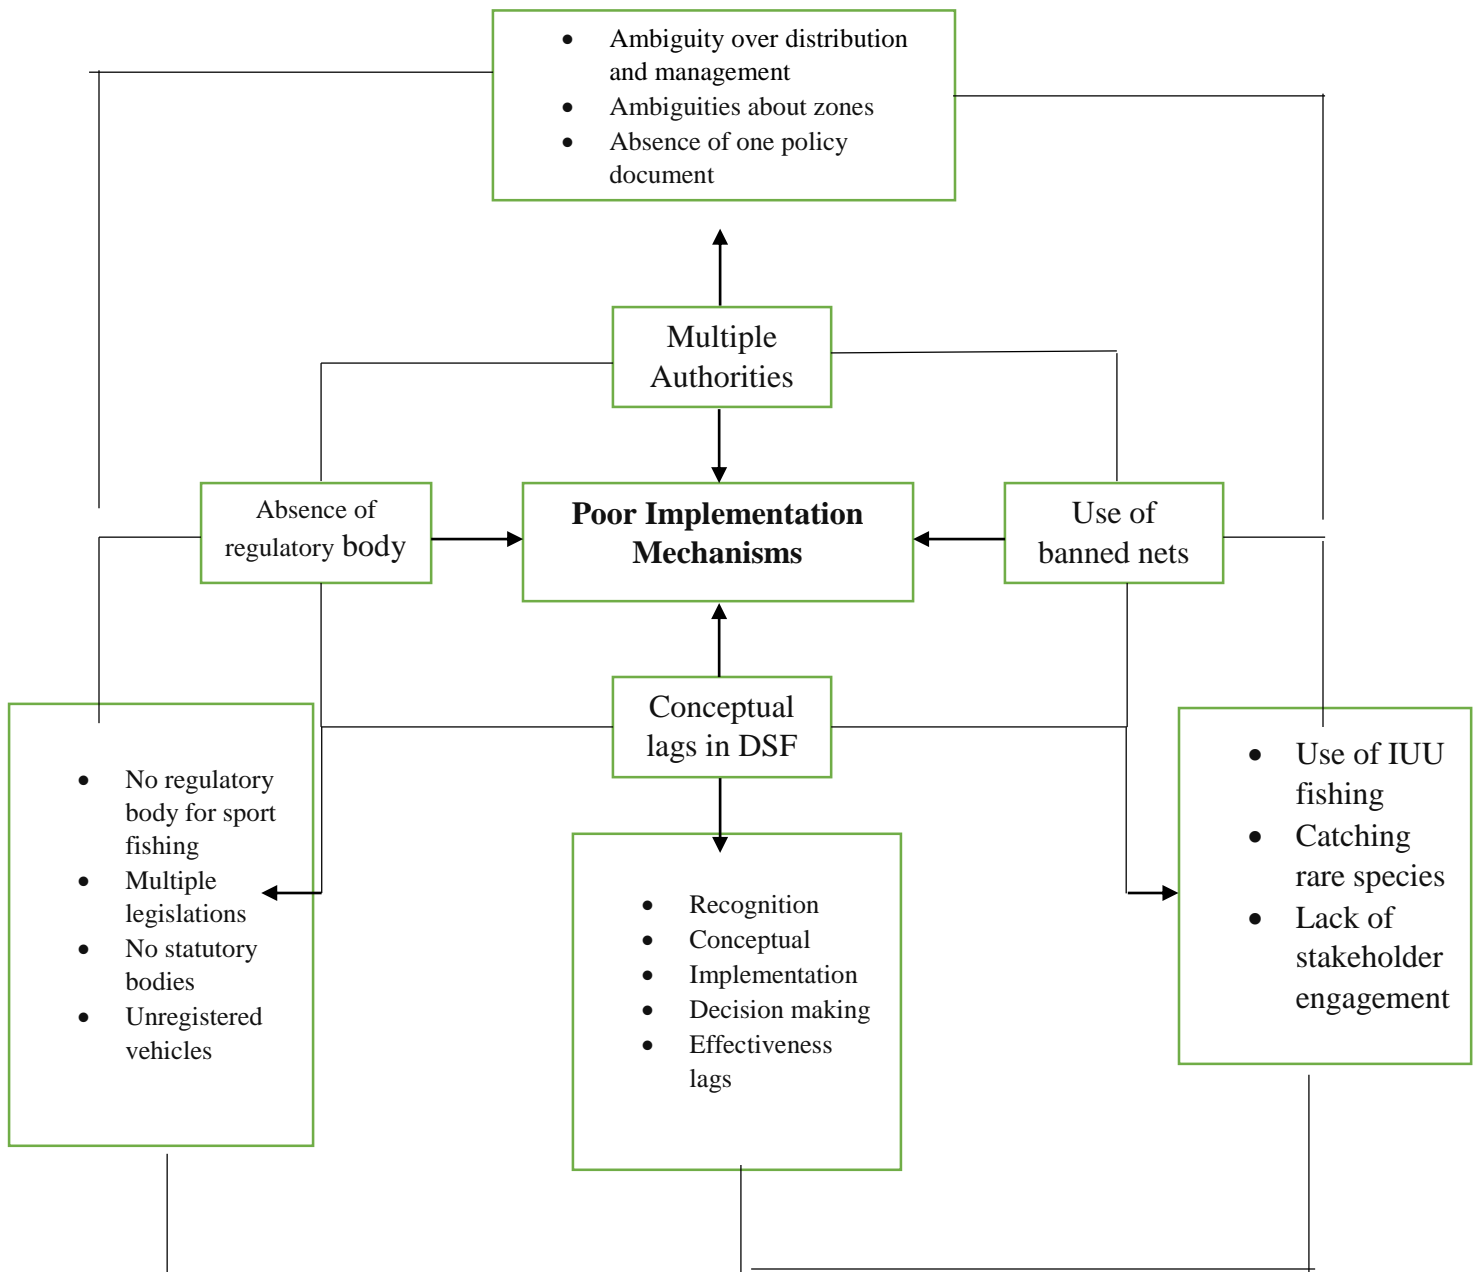 • Ambiguity over distribution
and management
• Ambiguities about zones
• Absence of one policy
document
Multiple
Authorities
Absence of
regulatory body
Poor Implementation
Mechanisms
Use of
banned nets
Conceptual
lags in DSF
• No regulatory
body for sport
fishing
• Multiple
legislations
• No statutory
bodies
• Unregistered
vehicles
• Recognition
• Conceptual
• Implementation
• Decision making
• Effectiveness
lags
• Use of IUU
fishing
• Catching
rare species
• Lack of
stakeholder
engagement